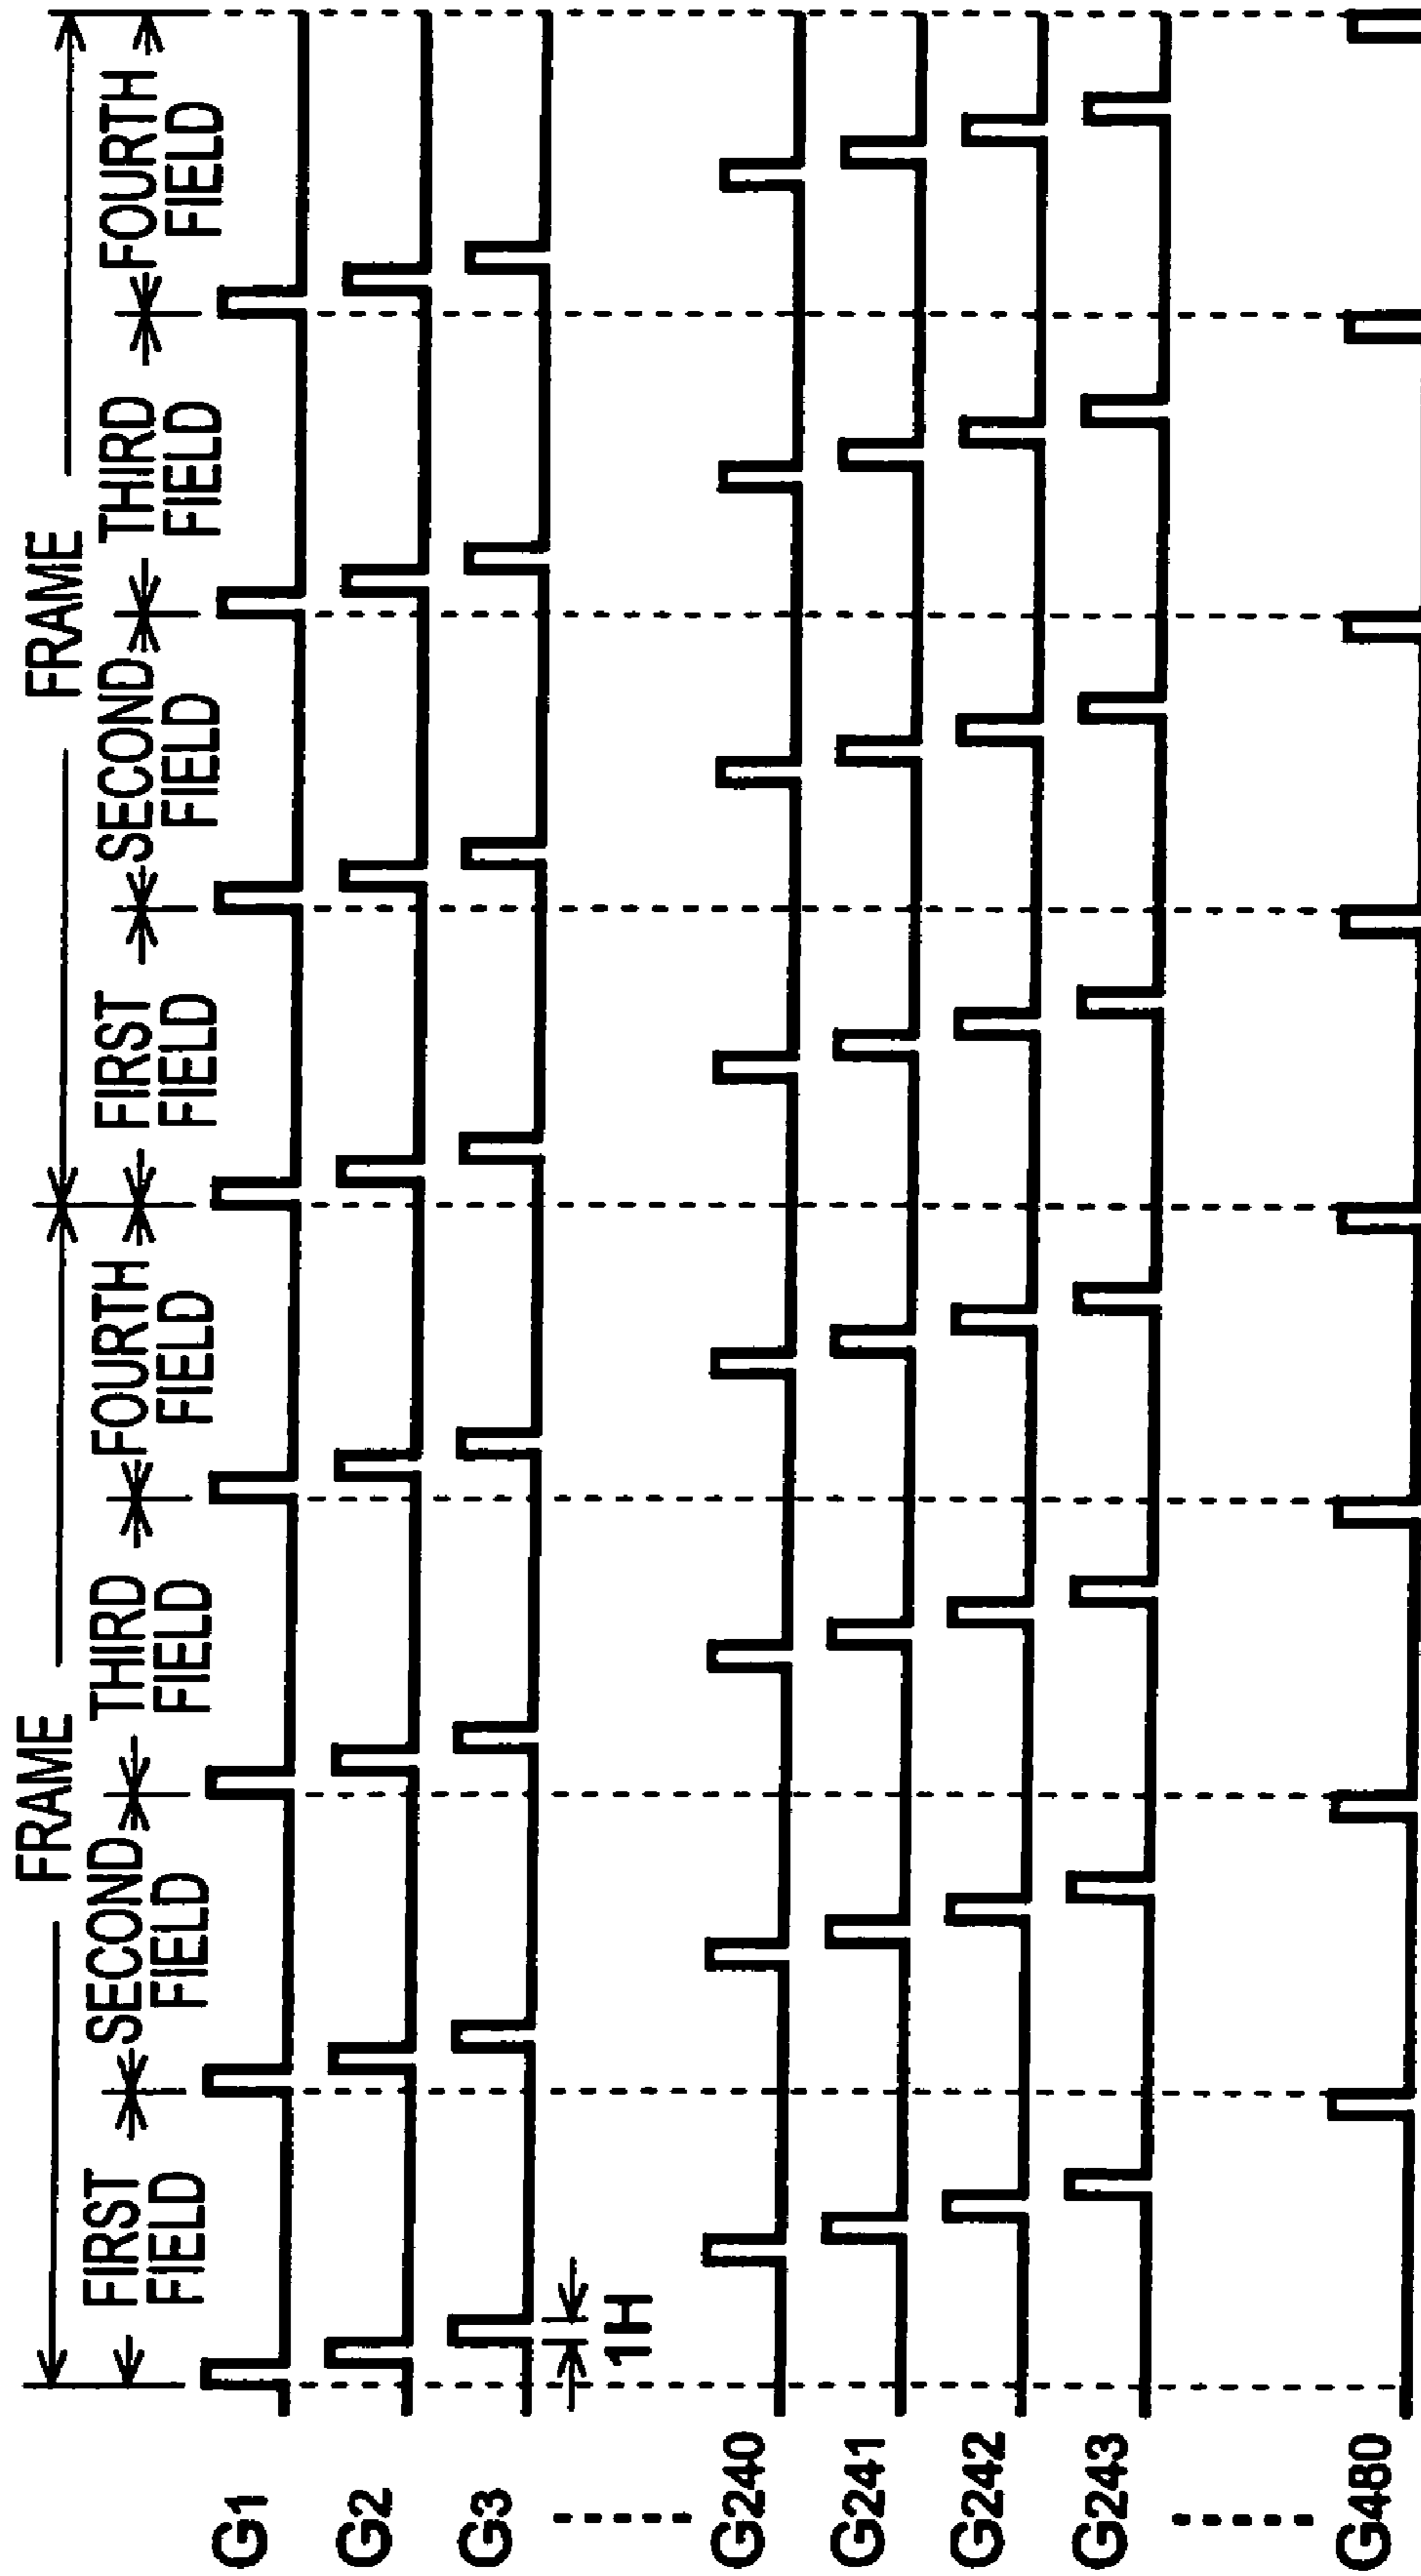 FRAME
FRAME
FIRST
FIELD
SECOND
FIELD
THIRD
FIELD
FOURTH
FIELD
FIRST
FIELD
SECOND
FIELD
THIRD
FIELD
FOURTH
FIELD
G1
G2
G3
1H
G240
G241
G242
G243
G480